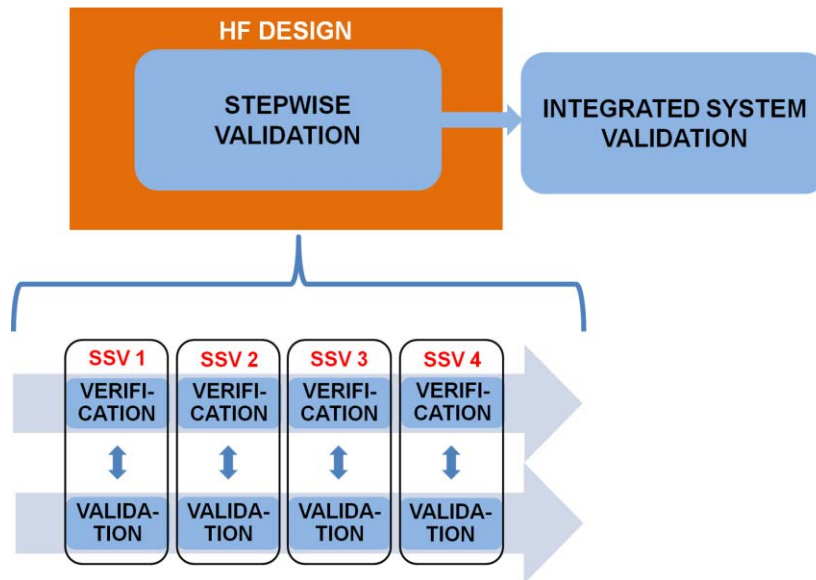 HF DESIGN
STEPWISE
VALIDATION
INTEGRATED SYSTEM
VALIDATION
SSV 1
SSV 2
SSV 3
SSV 4
VERIFI-
CATION
VERIFI-
CATION
VERIFI-
CATION
VERIFI-
CATION
VALIDA-
TION
VALIDA-
TION
VALIDA-
TION
VALIDA-
TION